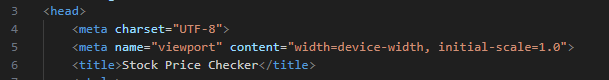 3 <head>
4 <meta charset="UTF-8">
5 <meta name="viewport" content="width=device-width, initial-scale=1.0">
6 <title>Stock Price Checker</title>